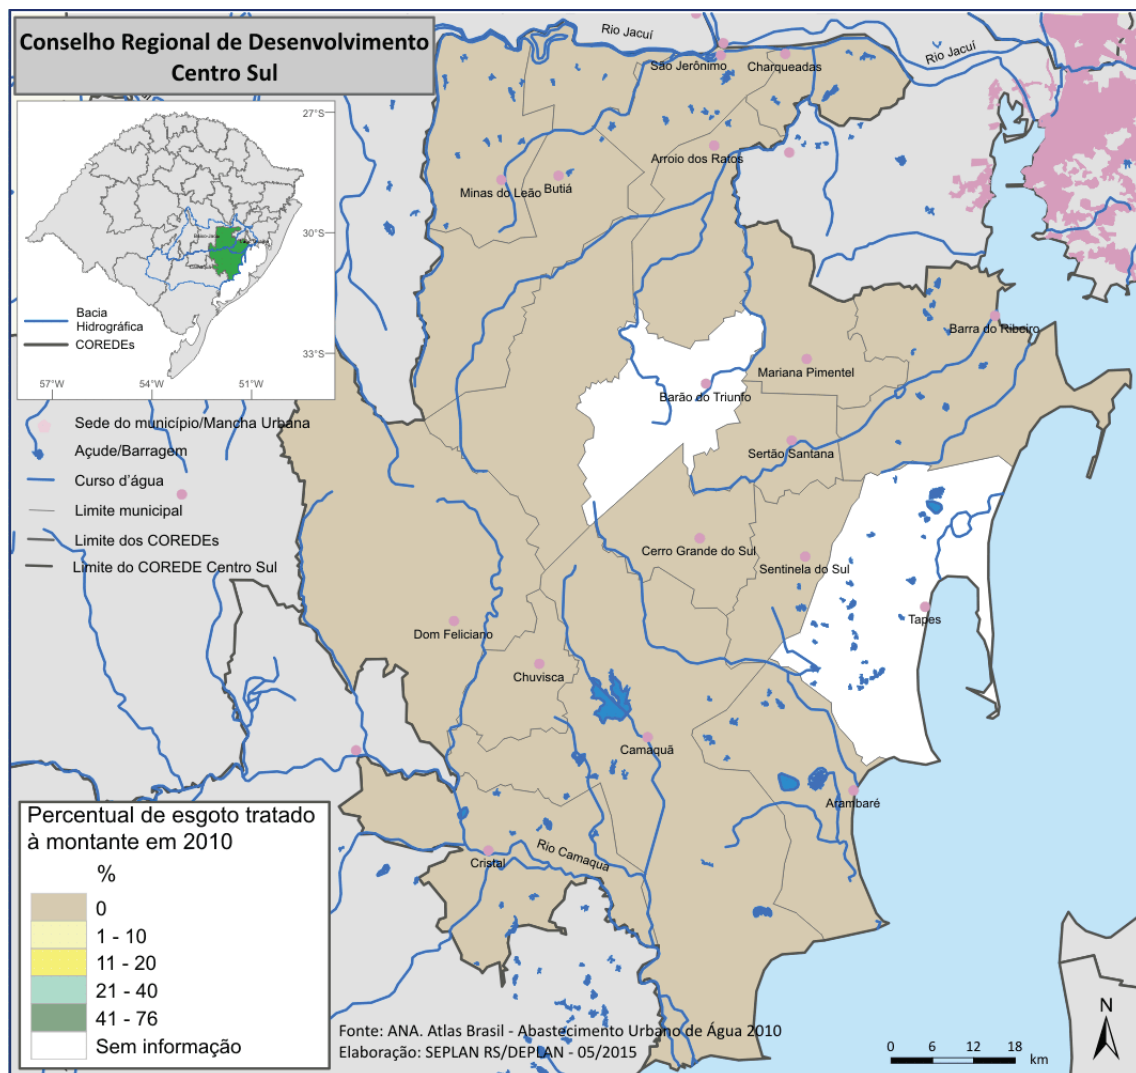 Conselho Regional de Desenvolvimento
Centro Sul
27°S
30°S
33°S
57°W
54°W
51°W
Bacia
Hidrográfica
COREDEs
Sede do município/Mancha Urbana
Açude/Barragem
Curso d'água
Limite municipal
Limite dos COREDEs
Limite do COREDE Centro Sul
Rio Jacuí
Rio Jacuí
São Jerônimo
Charqueadas
Arroio dos Ratos
Minas do Leão
Butiá
Barra do Ribeiro
Mariana Pimentel
Barão do Triunfo
Sertão Santana
Cerro Grande do Sul
Sentinela do Sul
Tapes
Dom Feliciano
Chuvisca
Camaquã
Arambaré
Cristal
Rio Camaquã
Percentual de esgoto tratado
à montante em 2010
%
0
1 - 10
11 - 20
21 - 40
41 - 76
Sem informação
Fonte: ANA. Atlas Brasil - Abastecimento Urbano de Água 2010
Elaboração: SEPLAN RS/DEPLAN - 05/2015
N
0 6 12 18
km